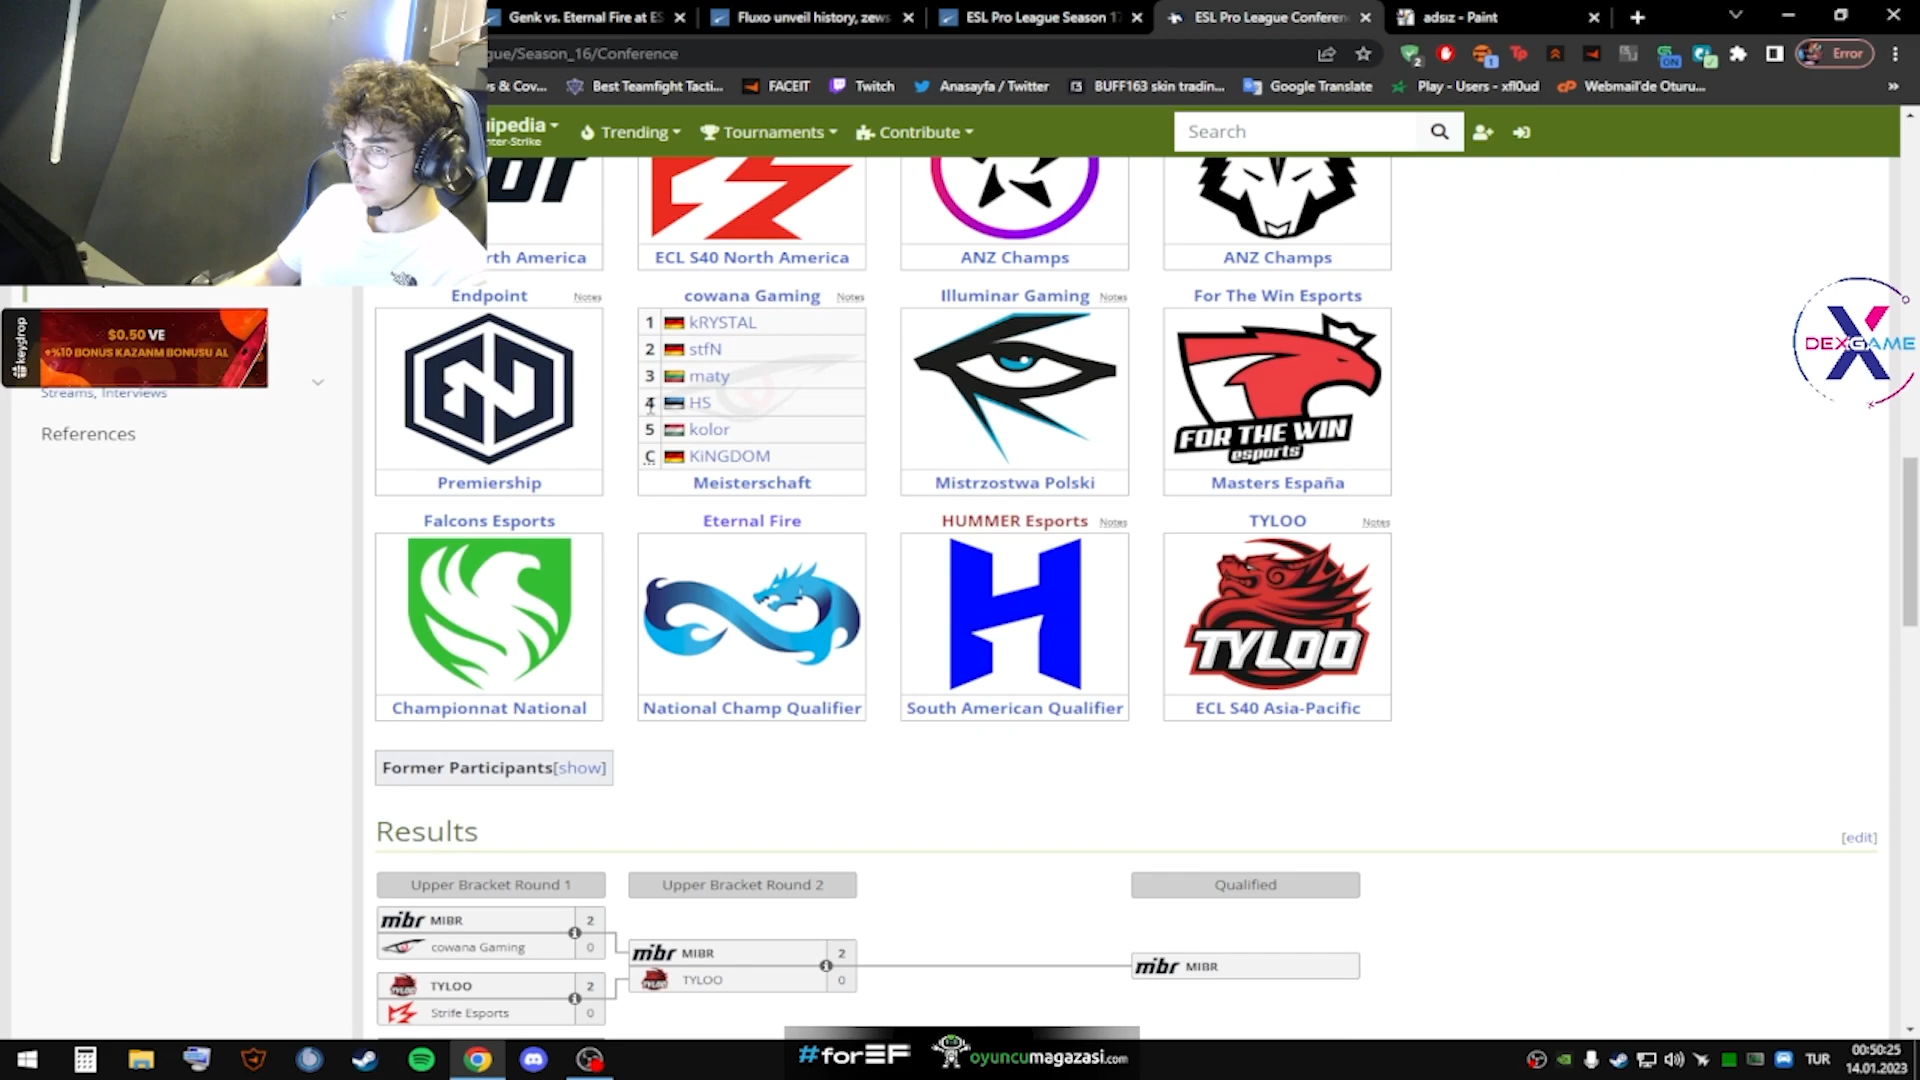 Genk vs. Eternal Fire at ES
Fluxo unveil history, zews
ESL Pro League Season 17
ESL Pro League Conferen
adsız - Paint
gue/Season_16/Conference
2
1
ON
Error
s & Cov...
Best Teamfight Tacti...
FACEIT
Twitch
Anasayfa / Twitter
BUFF163 skin tradin...
Google Translate
Play - Users - xfl0ud
Webmail'de Oturu...
»
uipedia
nter-Strike
Trending
Tournaments
Contribute
Search
rth America
ECL S40 North America
ANZ Champs
ANZ Champs
Endpoint
Notes
cowana Gaming
Notes
Illuminar Gaming
Notes
For The Win Esports
1 kRYSTAL
2 stfN
3 maty
4 HS
5 kolor
C KiNGDOM
FOR THE WIN
esports
Premiership
Meisterschaft
Mistrzostwa Polski
Masters España
keydrop
$0.50 VE
+%10 BONUS KAZANM BONUSU AL
Streams, Interviews
References
DEXGAME
Falcons Esports
Eternal Fire
HUMMER Esports
Notes
TYLOO
Notes
TYLOO
Championnat National
National Champ Qualifier
South American Qualifier
ECL S40 Asia-Pacific
Former Participants[show]
Results
[edit]
Upper Bracket Round 1
Upper Bracket Round 2
Qualified
mibr MIBR 2
cowana Gaming 0
TYLOO 2
Strife Esports 0
mibr MIBR 2
TYLOO 0
mibr MIBR
#forEF
oyuncumagazasi.com
TUR
00:50:25
14.01.2023